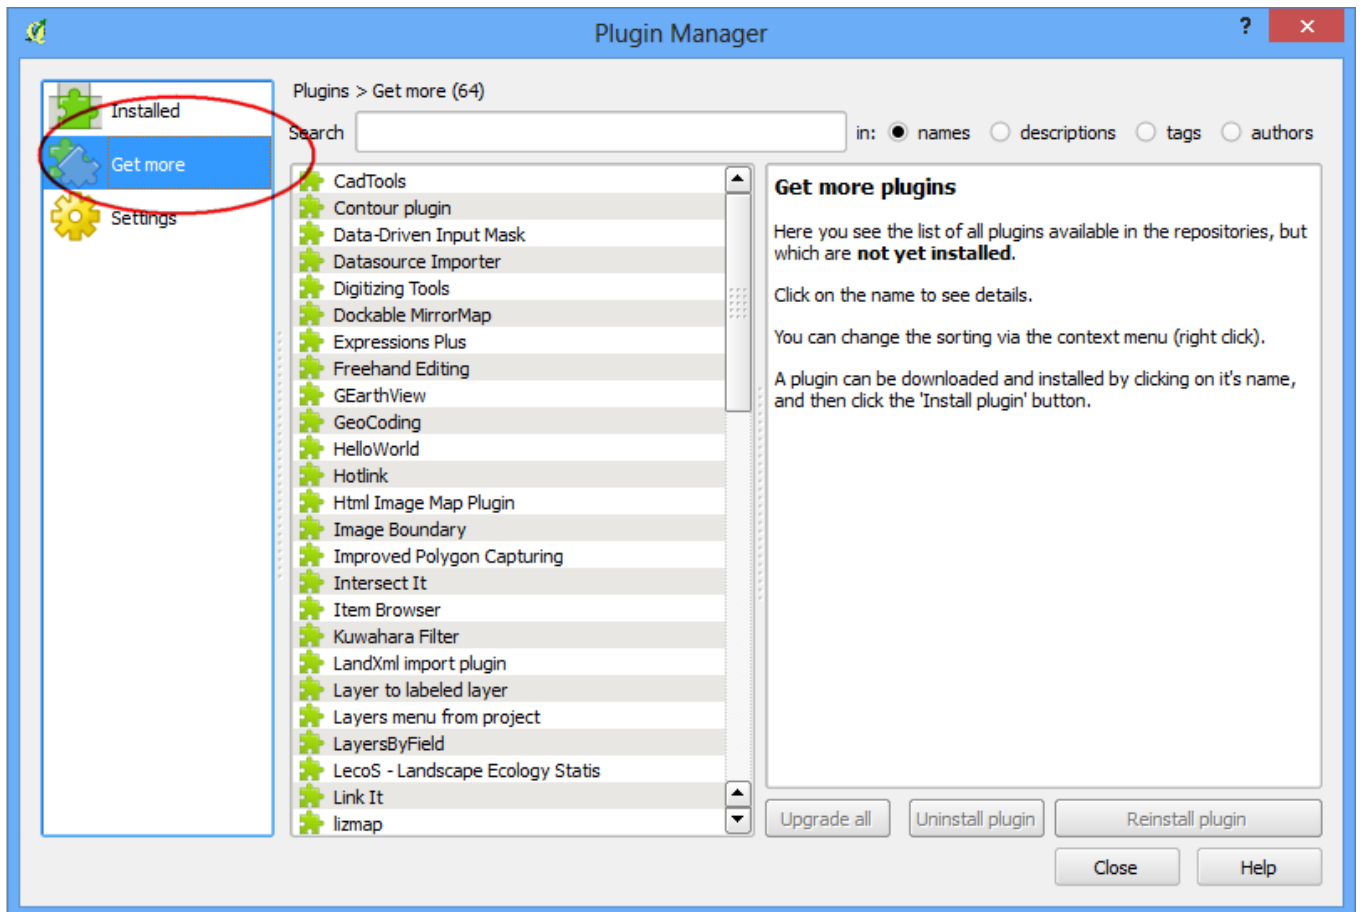 Plugin Manager
?
Installed
Get more
Settings
Plugins > Get more (64)
Search
in: names descriptions tags authors
CadTools
Contour plugin
Data-Driven Input Mask
Datasource Importer
Digitizing Tools
Dockable MirrorMap
Expressions Plus
Freehand Editing
GEarthView
GeoCoding
HelloWorld
Hotlink
Html Image Map Plugin
Image Boundary
Improved Polygon Capturing
Intersect It
Item Browser
Kuwahara Filter
LandXml import plugin
Layer to labeled layer
Layers menu from project
LayersByField
LecoS - Landscape Ecology Statis
Link It
lizmap
Get more plugins
Here you see the list of all plugins available in the repositories, but
which are not yet installed.
Click on the name to see details.
You can change the sorting via the context menu (right click).
A plugin can be downloaded and installed by clicking on it's name,
and then click the 'Install plugin' button.
Upgrade all
Uninstall plugin
Reinstall plugin
Close
Help